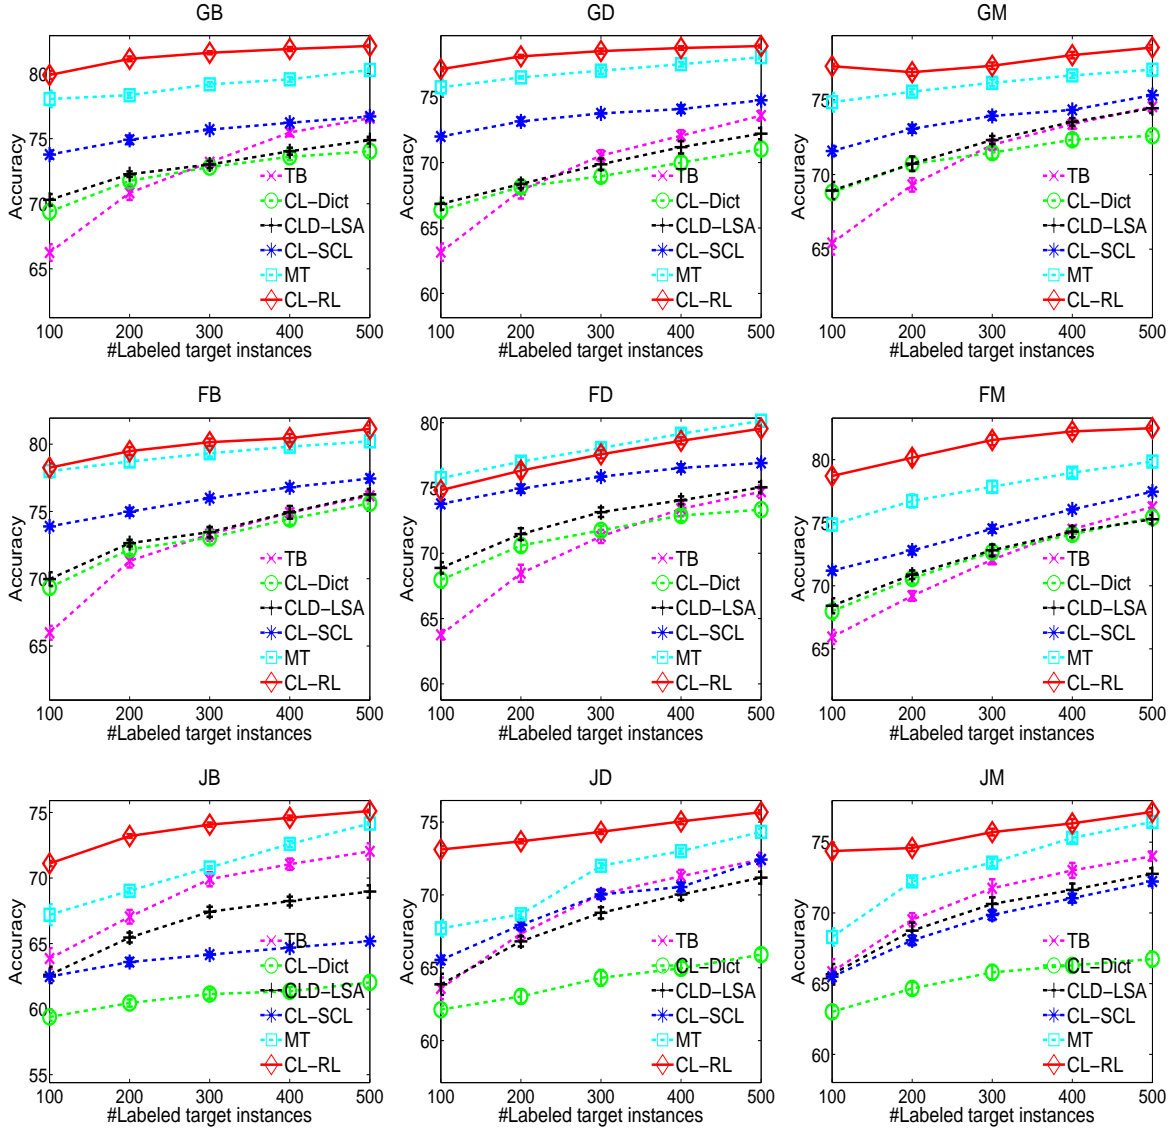 GB
Accuracy
80
75
70
65
TB
CL−Dict
CLD−LSA
CL−SCL
MT
CL−RL
100 200 300 400 500
#Labeled target instances
GD
Accuracy
75
70
65
60
TB
CL−Dict
CLD−LSA
CL−SCL
MT
CL−RL
100 200 300 400 500
#Labeled target instances
GM
Accuracy
75
70
65
TB
CL−Dict
CLD−LSA
CL−SCL
MT
CL−RL
100 200 300 400 500
#Labeled target instances
FB
Accuracy
80
75
70
65
TB
CL−Dict
CLD−LSA
CL−SCL
MT
CL−RL
100 200 300 400 500
#Labeled target instances
FD
Accuracy
80
75
70
65
60
TB
CL−Dict
CLD−LSA
CL−SCL
MT
CL−RL
100 200 300 400 500
#Labeled target instances
FM
Accuracy
80
75
70
65
TB
CL−Dict
CLD−LSA
CL−SCL
MT
CL−RL
100 200 300 400 500
#Labeled target instances
JB
Accuracy
75
70
65
60
55
TB
CL−Dict
CLD−LSA
CL−SCL
MT
CL−RL
100 200 300 400 500
#Labeled target instances
JD
Accuracy
75
70
65
60
TB
CL−Dict
CLD−LSA
CL−SCL
MT
CL−RL
100 200 300 400 500
#Labeled target instances
JM
Accuracy
75
70
65
60
TB
CL−Dict
CLD−LSA
CL−SCL
MT
CL−RL
100 200 300 400 500
#Labeled target instances